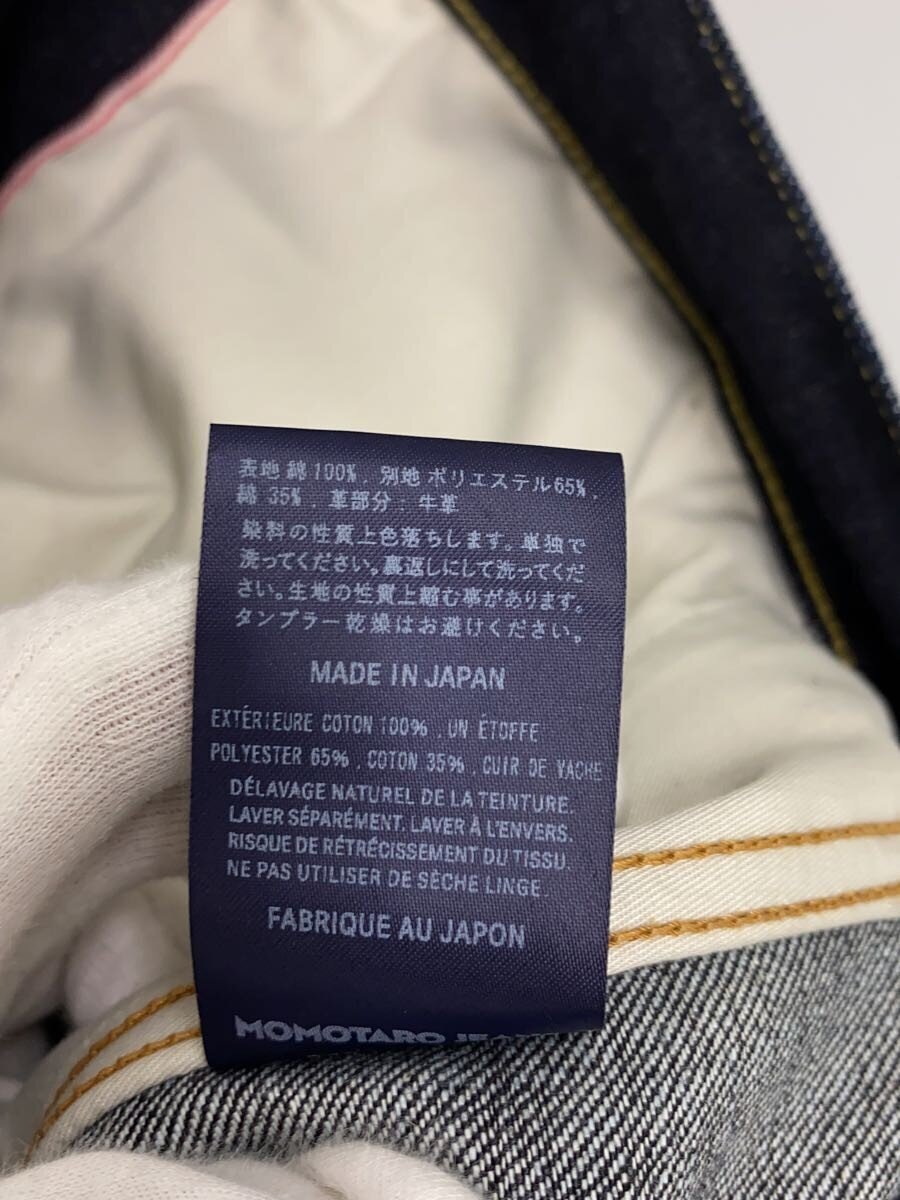 表地 綿 100%. 別地 ポリエステル 65%.
綿 35%. 革部分: 牛革
染料の性質上色落ちします。単独で
洗ってください。裏返しにして洗ってくだ
さい。生地の性質上縮む事があります。
タンブラー乾燥はお避けください。
MADE IN JAPAN
EXTÉRIEURE COTON 100% . UN ÉTOFFE
POLYESTER 65% . COTON 35% . CUIR DE VACHE
DÉLAVAGE NATUREL DE LA TEINTURE.
LAVER SÉPARÉMENT. LAVER À L'ENVERS.
RISQUE DE RÉTRÉCISSEMENT DU TISSU.
NE PAS UTILISER DE SÈCHE LINGE.
FABRIQUE AU JAPON
MOMOTARO